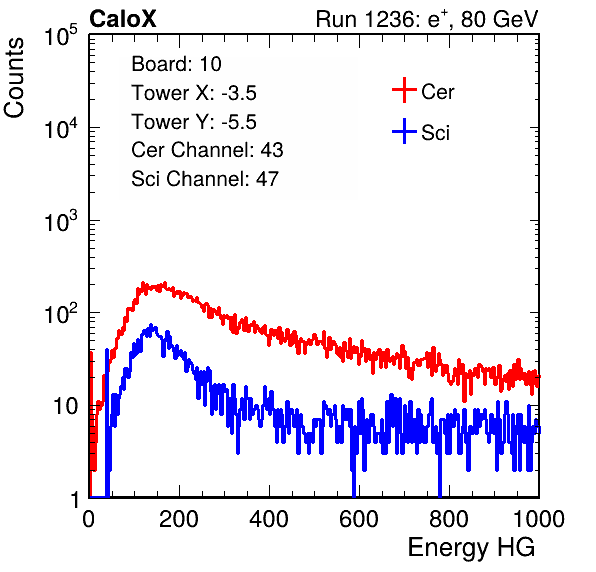 CaloX Run 1236: e⁺, 80 GeV
Counts
10⁵
10⁴
10³
10²
10
1
Board: 10
Tower X: -3.5
Tower Y: -5.5
Cer Channel: 43
Sci Channel: 47
Cer
Sci
0 200 400 600 800 1000
Energy HG